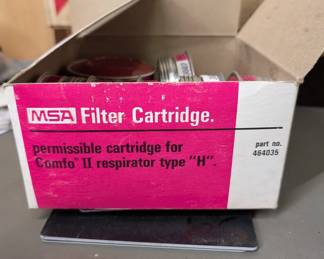 MSA Filter Cartridge.
permissible cartridge for
Comfo® II respirator type "H".
part no.
464035